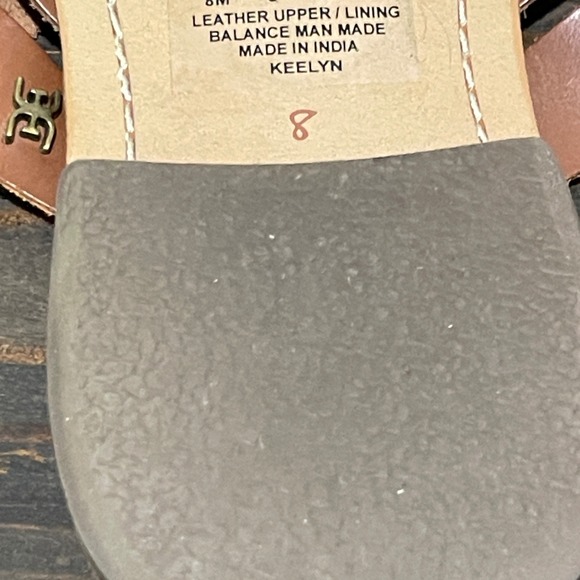 8M
LEATHER UPPER / LINING
BALANCE MAN MADE
MADE IN INDIA
KEELYN
8